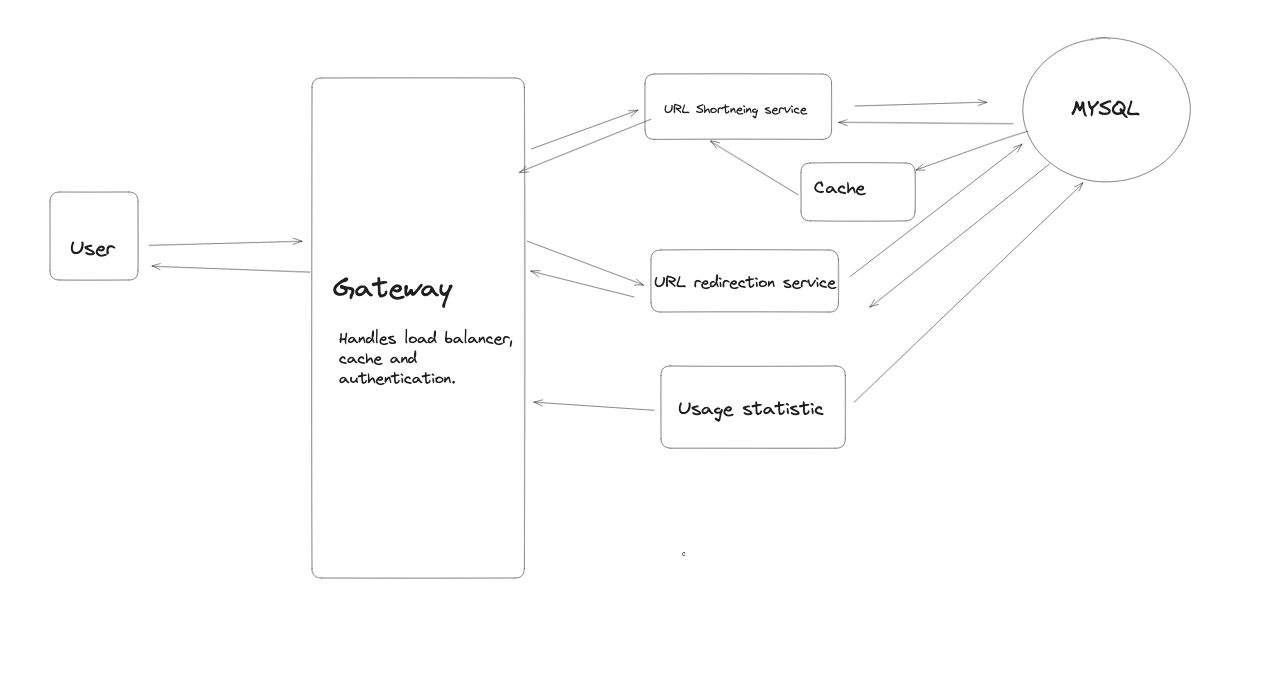 User
Gateway
Handles load balancer,
cache and
authentication.
URL Shortneing service
Cache
URL redirection service
Usage statistic
MYSQL
c